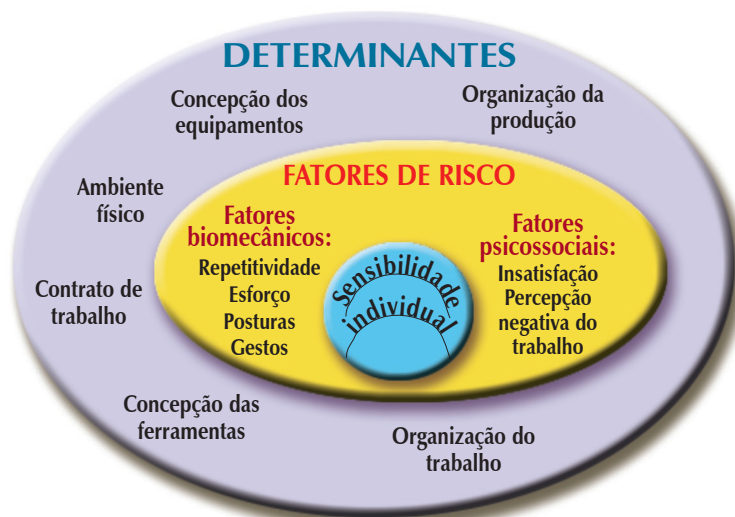 DETERMINANTES
Concepção dos
equipamentos
Organização da
produção
Ambiente
físico
FATORES DE RISCO
Fatores
biomecânicos:
Repetitividade
Esforço
Posturas
Gestos
Sensibilidade
individual
Fatores
psicossociais:
Insatisfação
Percepção
negativa do
trabalho
Contrato de
trabalho
Concepção das
ferramentas
Organização do
trabalho